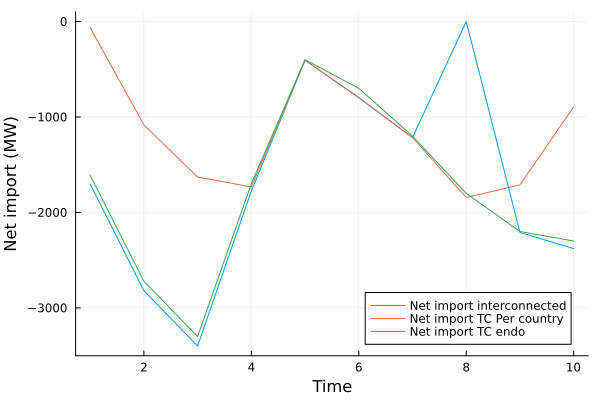 0
−1000
−2000
−3000
Net import (MW)
Net import interconnected
Net import TC Per country
Net import TC endo
2 4 6 8 10
Time